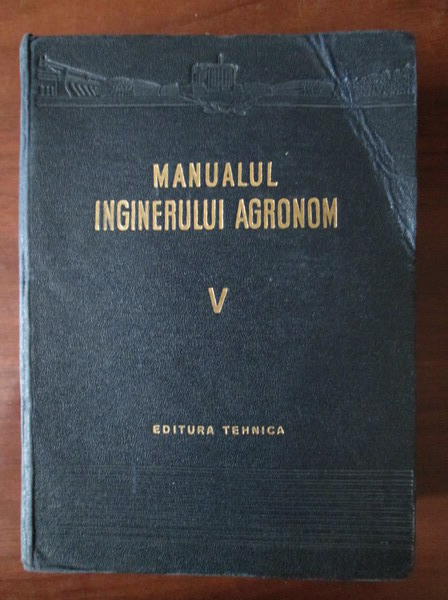 MANUALUL
INGINERULUI AGRONOM
V
EDITURA TEHNICA